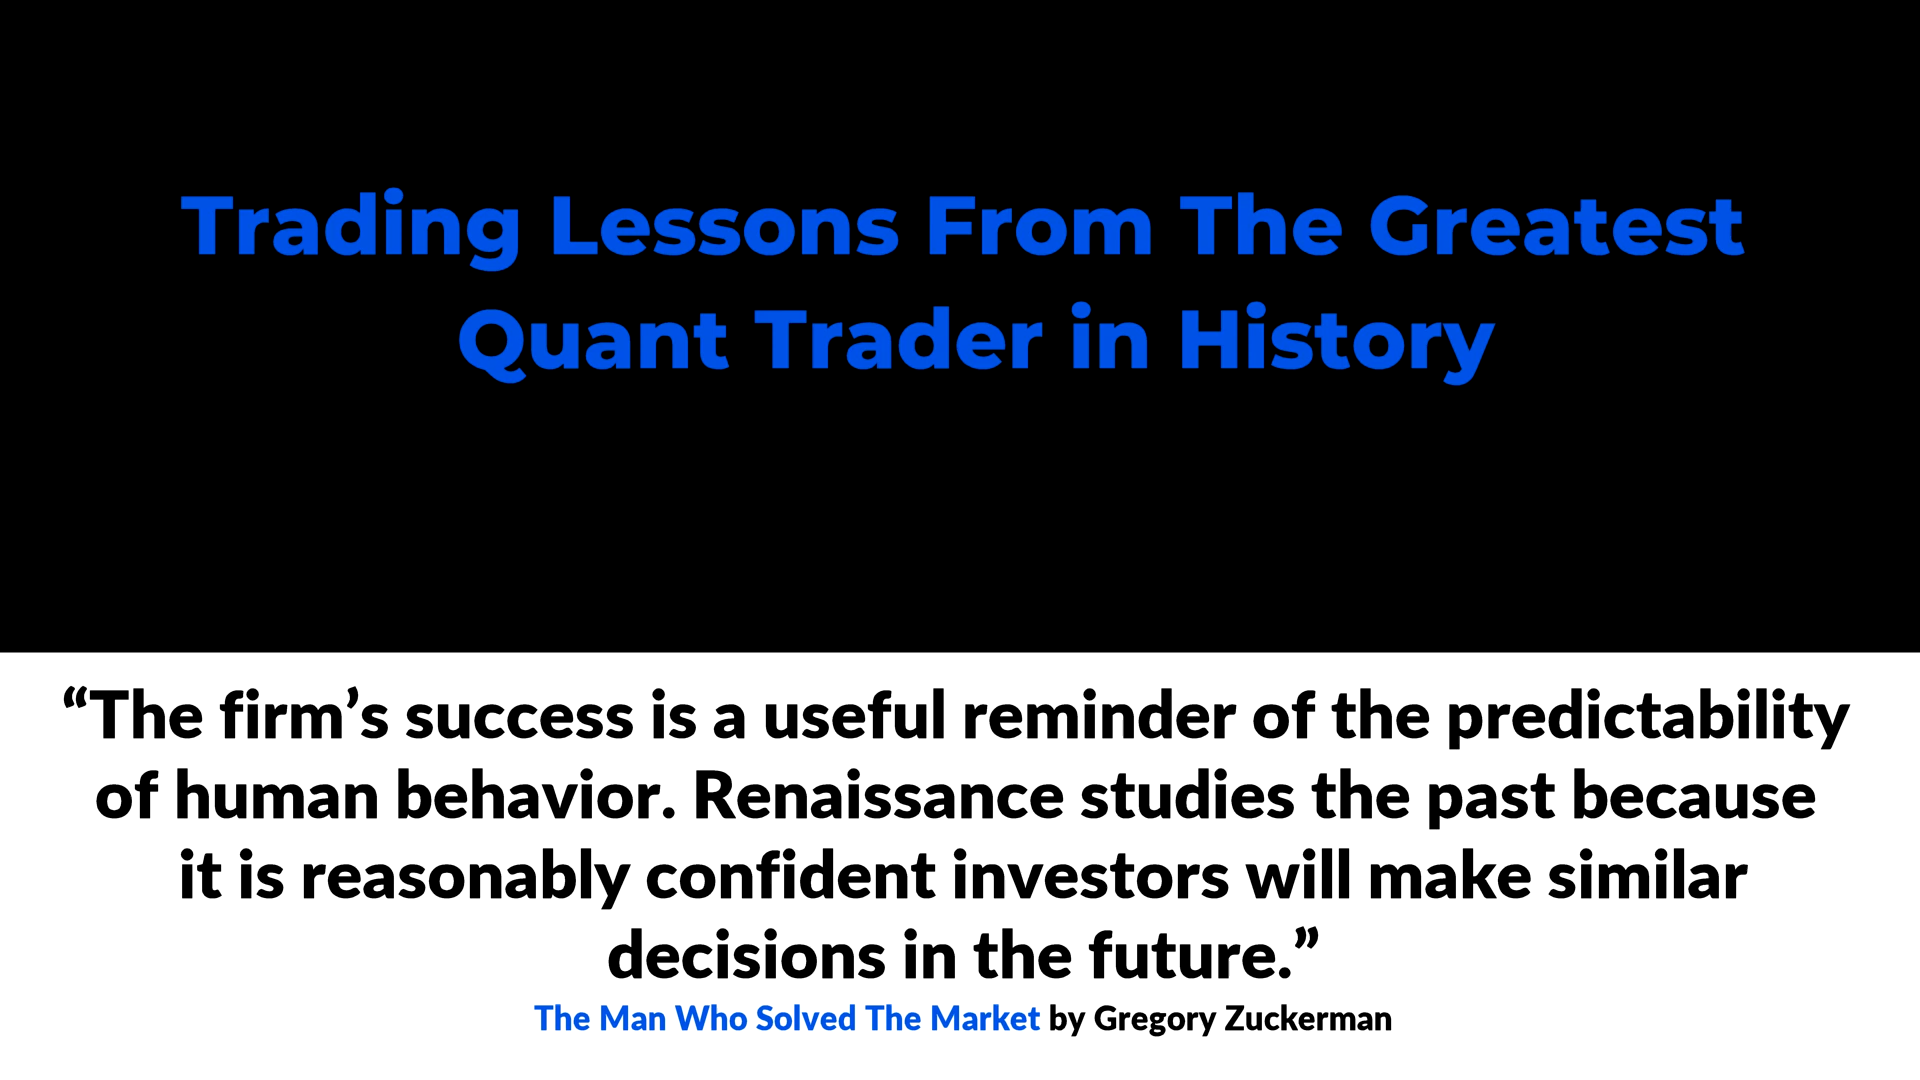 Trading Lessons From The Greatest
Quant Trader in History
“The firm’s success is a useful reminder of the predictability
of human behavior. Renaissance studies the past because
it is reasonably confident investors will make similar
decisions in the future.”
The Man Who Solved The Market by Gregory Zuckerman